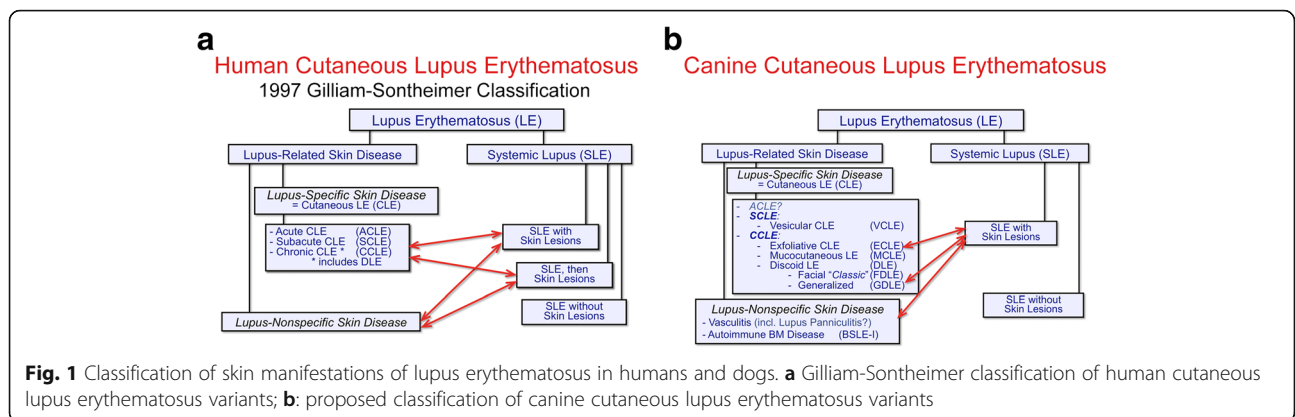 a
Human Cutaneous Lupus Erythematosus
1997 Gilliam-Sontheimer Classification
Lupus Erythematosus (LE)
Lupus-Related Skin Disease
Systemic Lupus (SLE)
Lupus-Specific Skin Disease
= Cutaneous LE (CLE)
- Acute CLE (ACLE)
- Subacute CLE (SCLE)
- Chronic CLE * (CCLE)
* includes DLE
SLE with
Skin Lesions
SLE, then
Skin Lesions
SLE without
Skin Lesions
Lupus-Nonspecific Skin Disease
b
Canine Cutaneous Lupus Erythematosus
Lupus Erythematosus (LE)
Lupus-Related Skin Disease
Systemic Lupus (SLE)
Lupus-Specific Skin Disease
= Cutaneous LE (CLE)
- ACLE?
- SCLE:
- Vesicular CLE (VCLE)
- CCLE:
- Exfoliative CLE (ECLE)
- Mucocutaneous LE (MCLE)
- Discoid LE (DLE)
- Facial “Classic” (FDLE)
- Generalized (GDLE)
SLE with
Skin Lesions
SLE without
Skin Lesions
Lupus-Nonspecific Skin Disease
- Vasculitis (incl. Lupus Panniculitis?)
- Autoimmune BM Disease (BSLE-I)
Fig. 1 Classification of skin manifestations of lupus erythematosus in humans and dogs. a Gilliam-Sontheimer classification of human cutaneous
lupus erythematosus variants; b: proposed classification of canine cutaneous lupus erythematosus variants